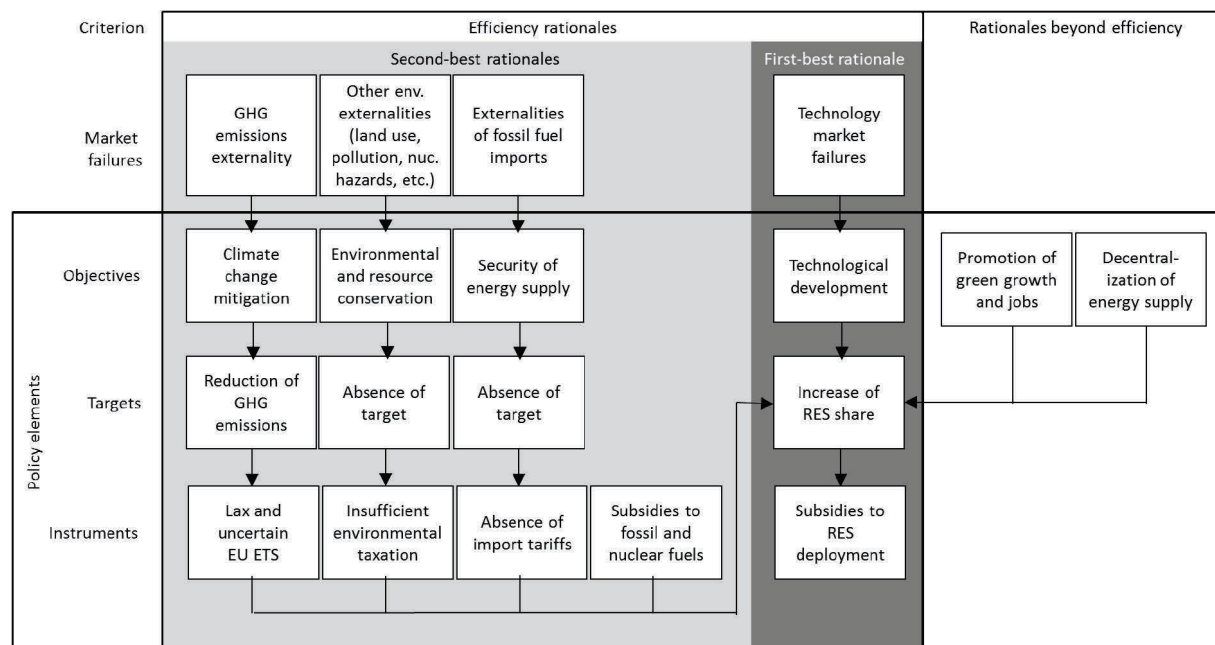 Criterion
Efficiency rationales
Rationales beyond efficiency
Second-best rationales
First-best rationale
Market
failures
GHG
emissions
externality
Other env.
externalities
(land use,
pollution, nuc.
hazards, etc.)
Externalities
of fossil fuel
imports
Technology
market
failures
Policy elements
Objectives
Climate
change
mitigation
Environmental
and resource
conservation
Security of
energy supply
Technological
development
Promotion of
green growth
and jobs
Decentral-
ization of
energy supply
Targets
Reduction of
GHG
emissions
Absence of
target
Absence of
target
Increase of
RES share
Instruments
Lax and
uncertain
EU ETS
Insufficient
environmental
taxation
Absence of
import tariffs
Subsidies to
fossil and
nuclear fuels
Subsidies to
RES
deployment